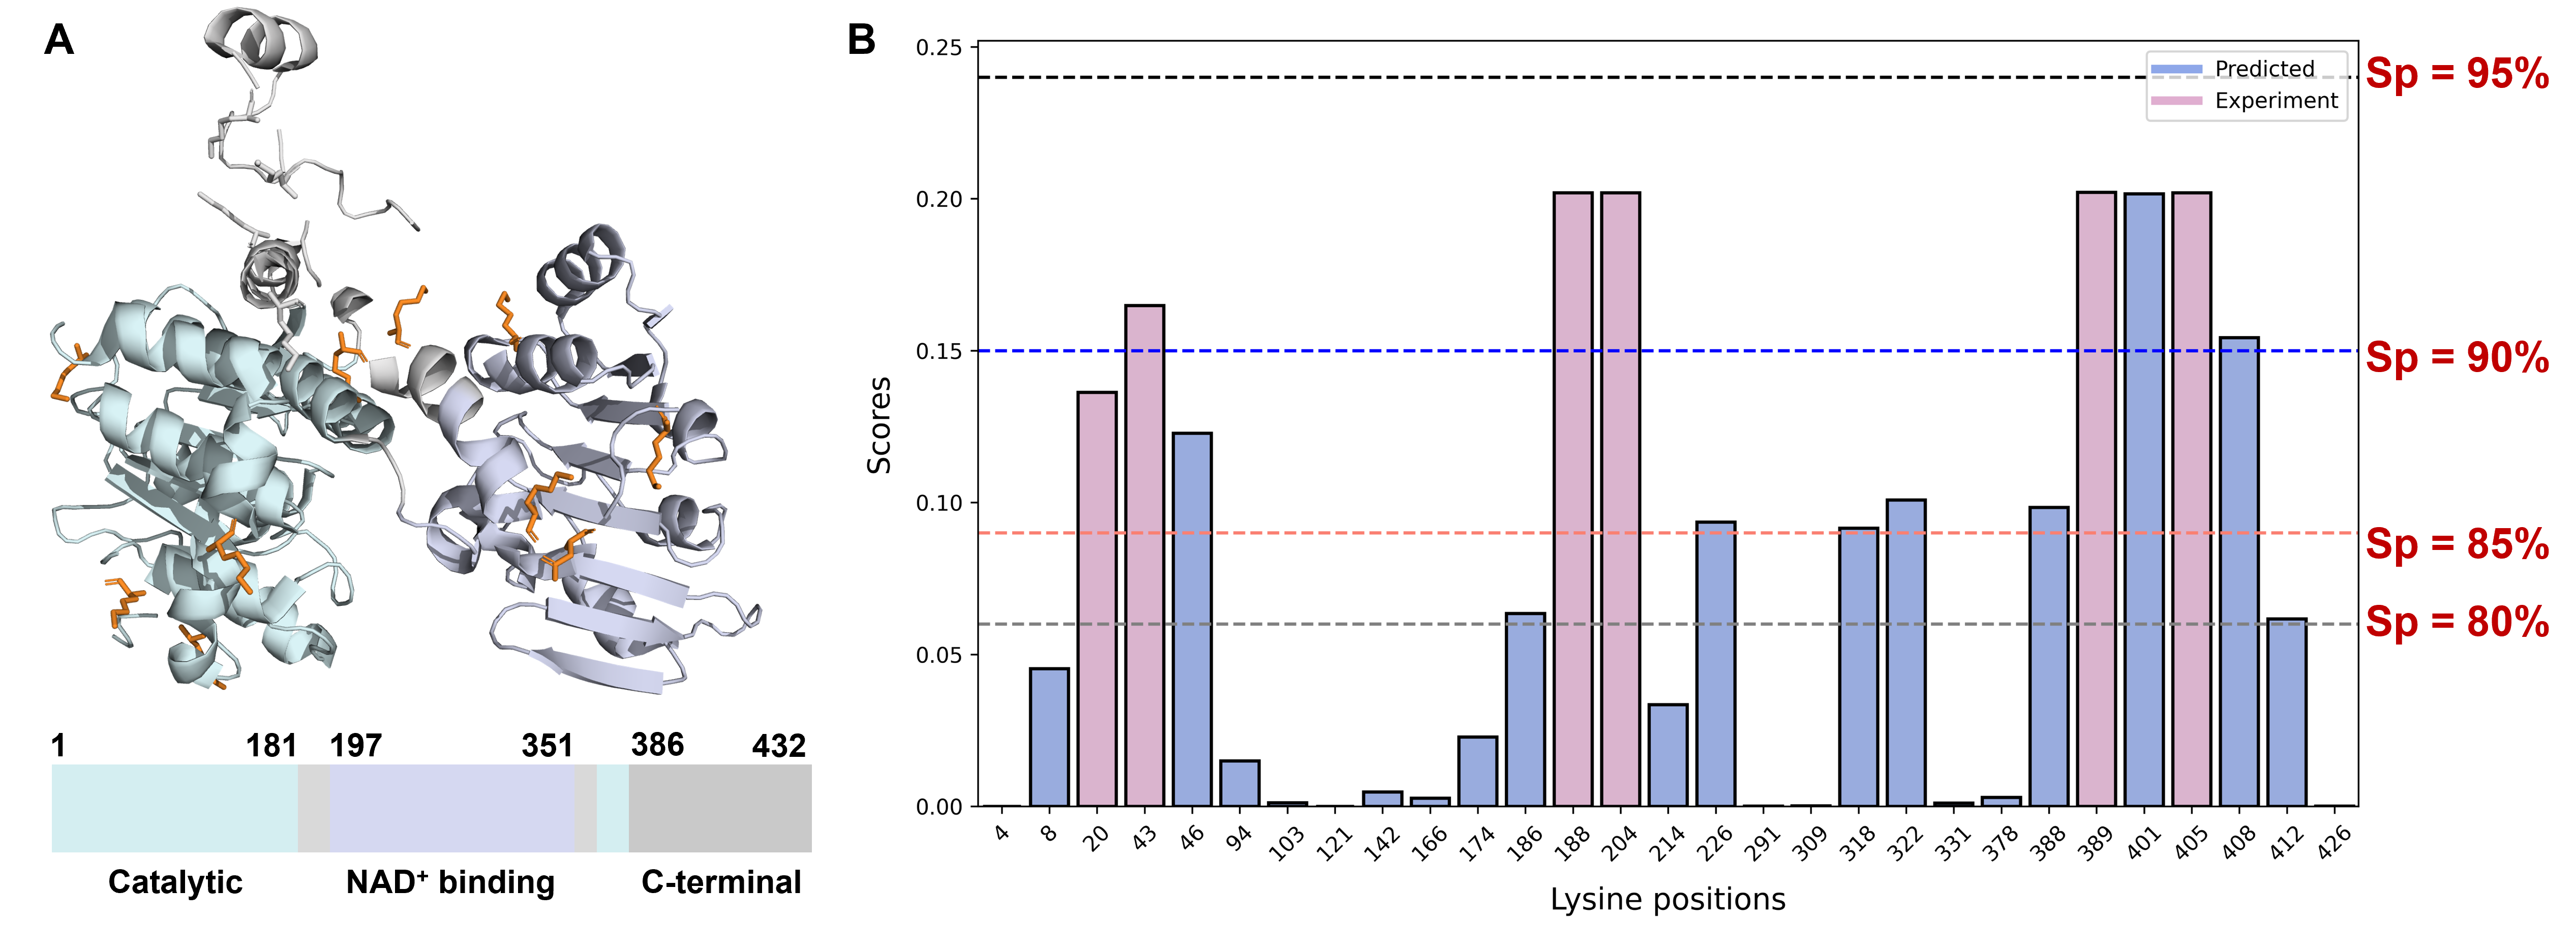 A
1 181 197 351 386 432
Catalytic NAD⁺ binding C-terminal
B
Scores
0.25
0.20
0.15
0.10
0.05
0.00
Predicted
Experiment
Sp = 95%
Sp = 90%
Sp = 85%
Sp = 80%
4 8 20 43 46 94 103 121 142 166 174 186 188 204 214 226 291 309 318 322 331 378 388 389 401 405 408 412 426
Lysine positions